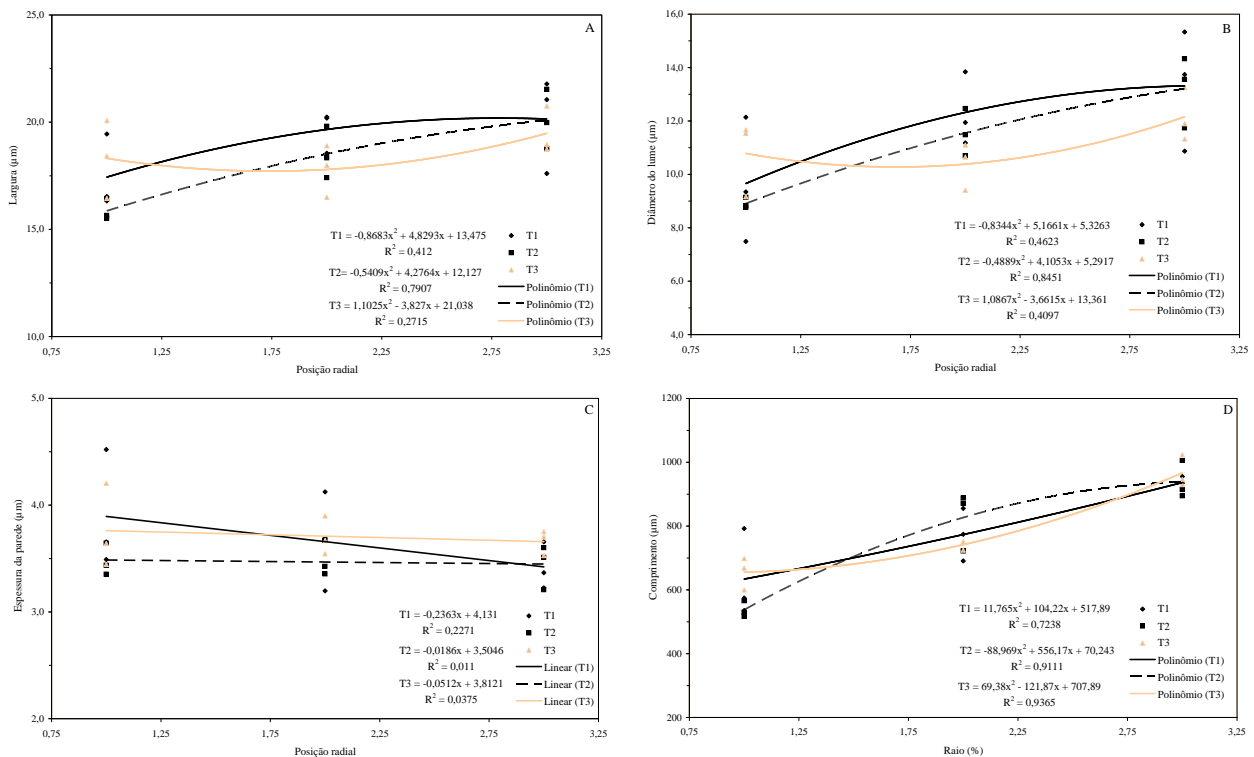 A
25,0
20,0
15,0
10,0
Largura (µm)
T1 = -0,8683x² + 4,8293x + 13,475
R² = 0,412
T2= -0,5409x² + 4,2764x + 12,127
R² = 0,7907
T3 = 1,1025x² - 3,827x + 21,038
R² = 0,2715
T1
T2
T3
Polinômio (T1)
Polinômio (T2)
Polinômio (T3)
0,75 1,25 1,75 2,25 2,75 3,25
Posição radial
B
16,0
14,0
12,0
10,0
8,0
6,0
4,0
Diâmetro do lume (µm)
T1 = -0,8344x² + 5,1661x + 5,3263
R² = 0,4623
T2 = -0,4889x² + 4,1053x + 5,2917
R² = 0,8451
T3 = 1,0867x² - 3,6615x + 13,361
R² = 0,4097
T1
T2
T3
Polinômio (T1)
Polinômio (T2)
Polinômio (T3)
0,75 1,25 1,75 2,25 2,75 3,25
Posição radial
C
5,0
4,0
3,0
2,0
Espessura da parede (µm)
T1 = -0,2363x + 4,131
R² = 0,2271
T2 = -0,0186x + 3,5046
R² = 0,011
T3 = -0,0512x + 3,8121
R² = 0,0375
T1
T2
T3
Linear (T1)
Linear (T2)
Linear (T3)
0,75 1,25 1,75 2,25 2,75 3,25
Posição radial
D
1200
1000
800
600
400
200
Comprimento (µm)
T1 = 11,765x² + 104,22x + 517,89
R² = 0,7238
T2 = -88,969x² + 556,17x + 70,243
R² = 0,9111
T3 = 69,38x² - 121,87x + 707,89
R² = 0,9365
T1
T2
T3
Polinômio (T1)
Polinômio (T2)
Polinômio (T3)
0,75 1,25 1,75 2,25 2,75 3,25
Raio (%)